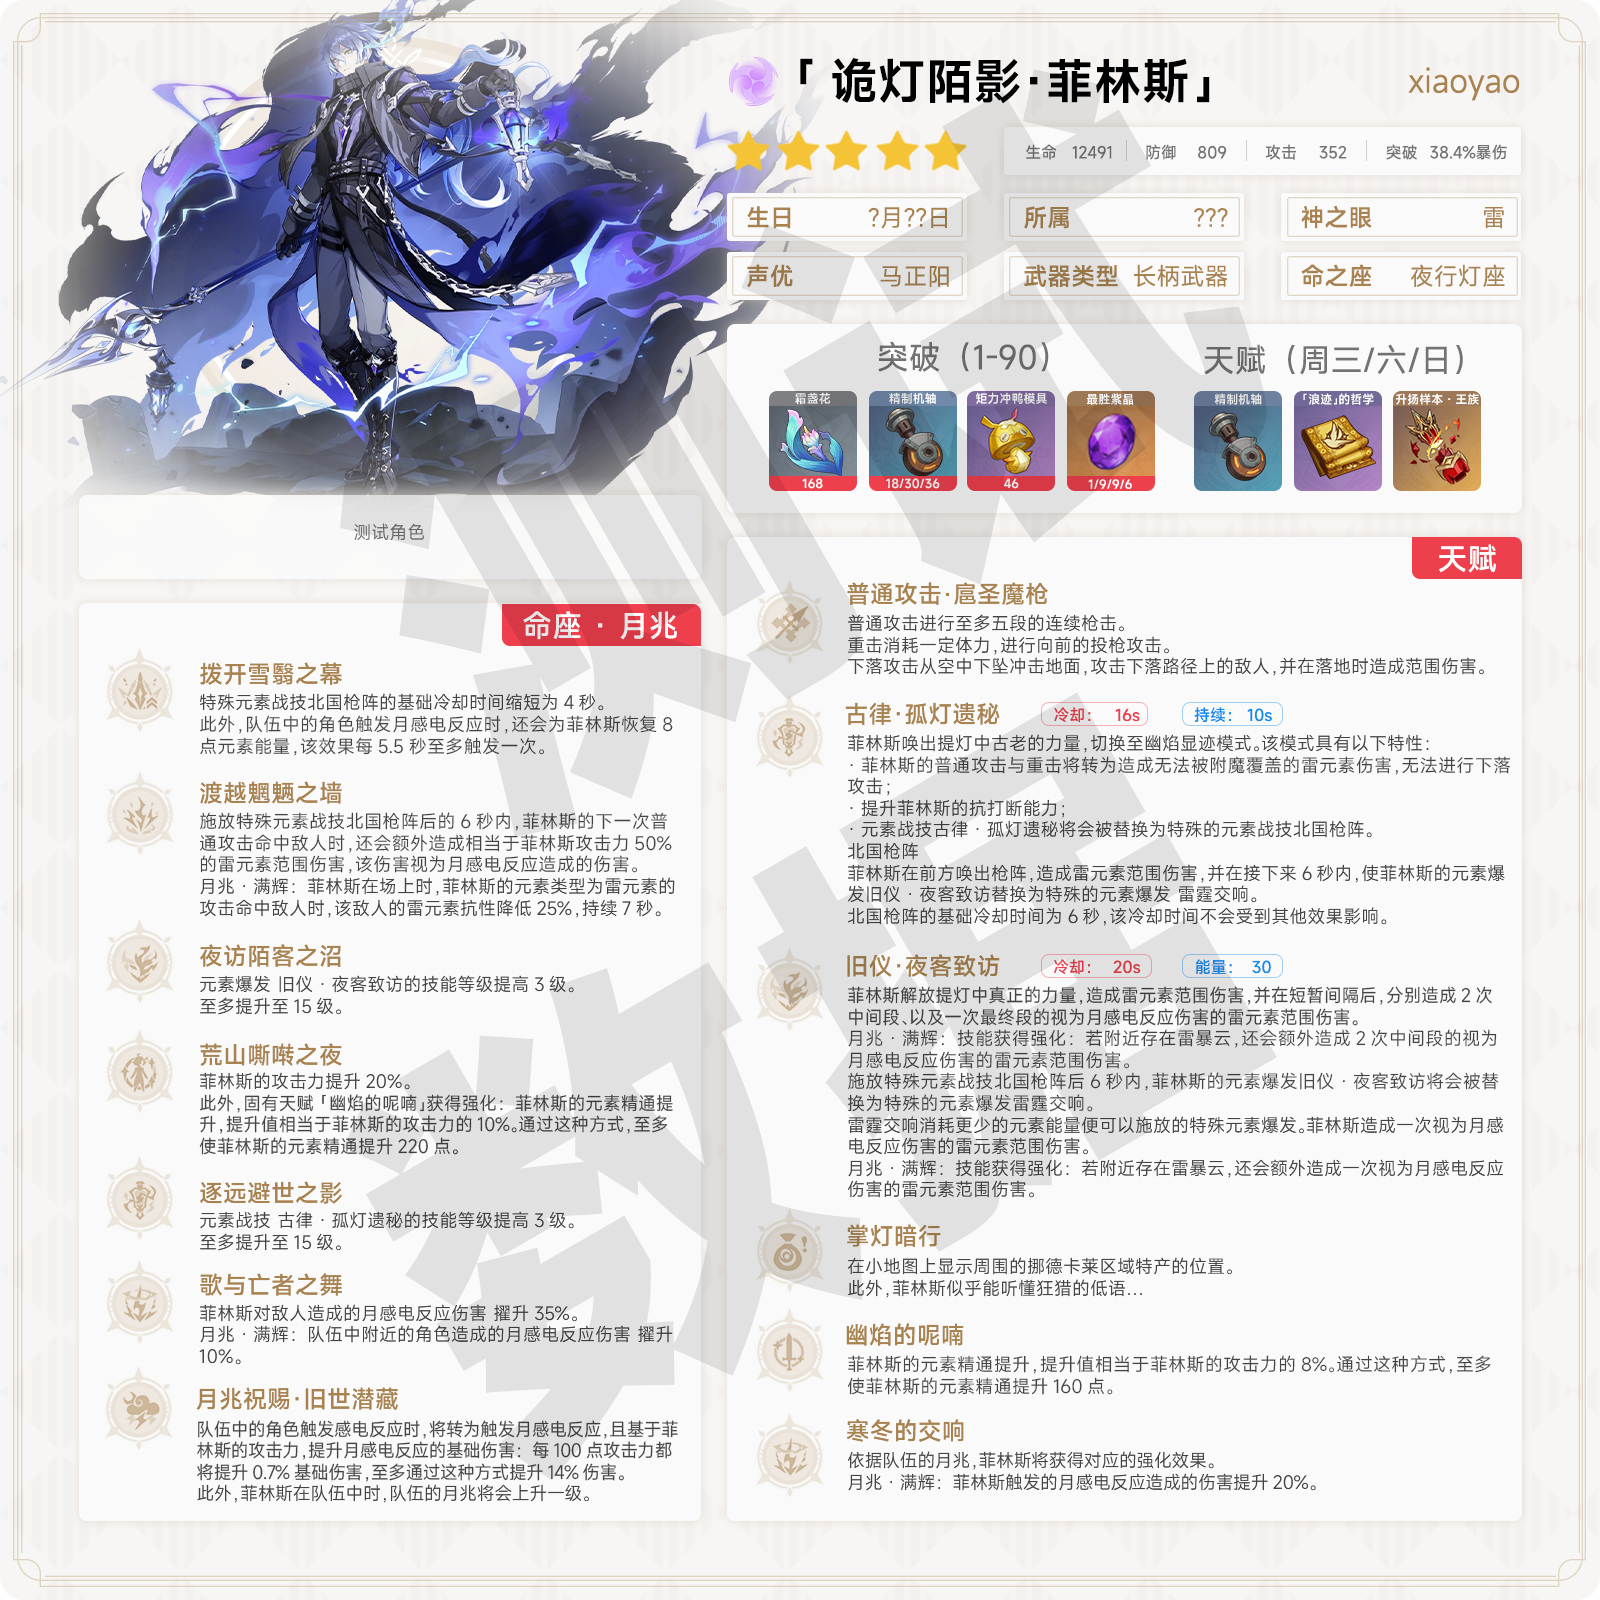 「诡灯陌影·菲林斯」
xiaoyao
生命 12491 防御 809 攻击 352 突破 38.4%暴伤
生日 ?月??日
所属 ???
神之眼 雷
声优 马正阳
武器类型 长柄武器
命之座 夜行灯座
突破（1-90）
天赋（周三/六/日）
霜盏花
168
精制机轴
18/30/36
矩力冲鸭模具
46
最胜紫晶
1/9/9/6
精制机轴
「浪迹」的哲学
升扬样本·王族
测试角色
命座 · 月兆
拨开雪翳之幕
特殊元素战技北国枪阵的基础冷却时间缩短为 4 秒。
此外,队伍中的角色触发月感电反应时,还会为菲林斯恢复 8
点元素能量,该效果每 5.5 秒至多触发一次。
渡越魍魉之墙
施放特殊元素战技北国枪阵后的 6 秒内,菲林斯的下一次普
通攻击命中敌人时,还会额外造成相当于菲林斯攻击力 50%
的雷元素范围伤害,该伤害视为月感电反应造成的伤害。
月兆 · 满辉: 菲林斯在场上时,菲林斯的元素类型为雷元素的
攻击命中敌人时,该敌人的雷元素抗性降低 25%,持续 7 秒。
夜访陌客之沼
元素爆发 旧仪 · 夜客致访的技能等级提高 3 级。
至多提升至 15 级。
荒山嘶啭之夜
菲林斯的攻击力提升 20%。
此外,固有天赋「幽焰的呢喃」获得强化: 菲林斯的元素精通提
升,提升值相当于菲林斯的攻击力的 10%。通过这种方式,至多
使菲林斯的元素精通提升 220 点。
逐远避世之影
元素战技 古律 · 孤灯遗秘的技能等级提高 3 级。
至多提升至 15 级。
歌与亡者之舞
菲林斯对敌人造成的月感电反应伤害 擢升 35%。
月兆 · 满辉: 队伍中附近的角色造成的月感电反应伤害 擢升
10%。
月兆祝赐·旧世潜藏
队伍中的角色触发感电反应时,将转为触发月感电反应,且基于菲
林斯的攻击力,提升月感电反应的基础伤害: 每 100 点攻击力都
将提升 0.7% 基础伤害,至多通过这种方式提升 14% 伤害。
此外,菲林斯在队伍中时,队伍的月兆将会上升一级。
天赋
普通攻击·扈圣魔枪
普通攻击进行至多五段的连续枪击。
重击消耗一定体力,进行向前的投枪攻击。
下落攻击从空中下坠冲击地面,攻击下落路径上的敌人,并在落地时造成范围伤害。
古律·孤灯遗秘 冷却: 16s 持续: 10s
菲林斯唤出提灯中古老的力量,切换至幽焰显迹模式。该模式具有以下特性:
· 菲林斯的普通攻击与重击将转为造成无法被附魔覆盖的雷元素伤害,无法进行下落
攻击;
· 提升菲林斯的抗打断能力;
· 元素战技古律 · 孤灯遗秘将会被替换为特殊的元素战技北国枪阵。
北国枪阵
菲林斯在前方唤出枪阵,造成雷元素范围伤害,并在接下来 6 秒内,使菲林斯的元素爆
发旧仪 · 夜客致访替换为特殊的元素爆发 雷霆交响。
北国枪阵的基础冷却时间为 6 秒,该冷却时间不会受到其他效果影响。
旧仪·夜客致访 冷却: 20s 能量: 30
菲林斯解放提灯中真正的力量,造成雷元素范围伤害,并在短暂间隔后,分别造成 2 次
中间段、以及一次最终段的视为月感电反应伤害的雷元素范围伤害。
月兆 · 满辉: 技能获得强化: 若附近存在雷暴云,还会额外造成 2 次中间段的视为
月感电反应伤害的雷元素范围伤害。
施放特殊元素战技北国枪阵后 6 秒内,菲林斯的元素爆发旧仪 · 夜客致访将会被替
换为特殊的元素爆发雷霆交响。
雷霆交响消耗更少的元素能量便可以施放的特殊元素爆发。菲林斯造成一次视为月感
电反应伤害的雷元素范围伤害。
月兆 · 满辉: 技能获得强化: 若附近存在雷暴云,还会额外造成一次视为月感电反应
伤害的雷元素范围伤害。
掌灯暗行
在小地图上显示周围的挪德卡莱区域特产的位置。
此外,菲林斯似乎能听懂狂猎的低语...
幽焰的呢喃
菲林斯的元素精通提升,提升值相当于菲林斯的攻击力的 8%。通过这种方式,至多
使菲林斯的元素精通提升 160 点。
寒冬的交响
依据队伍的月兆,菲林斯将获得对应的强化效果。
月兆 · 满辉: 菲林斯触发的月感电反应造成的伤害提升 20%。
测试
数据